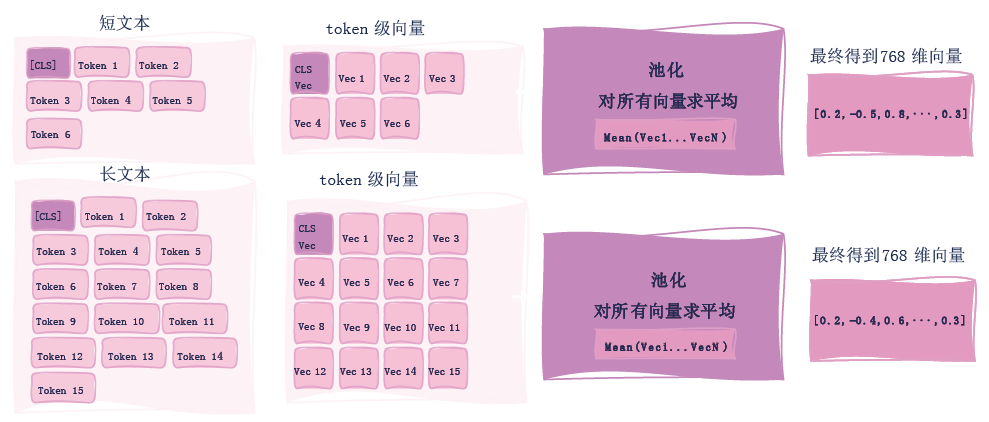 短文本
[CLS] Token 1 Token 2
Token 3 Token 4 Token 5
Token 6
token 级向量
CLS
Vec
Vec 1 Vec 2 Vec 3
Vec 4 Vec 5 Vec 6
池化
对所有向量求平均
Mean(Vec1...VecN)
最终得到768 维向量
[0.2,-0.5,0.8,···,0.3]
长文本
[CLS] Token 1 Token 2
Token 3 Token 4 Token 5
Token 6 Token 7 Token 8
Token 9 Token 10 Token 11
Token 12 Token 13 Token 14
Token 15
token 级向量
CLS
Vec
Vec 1 Vec 2 Vec 3
Vec 4 Vec 5 Vec 6 Vec 7
Vec 8 Vec 9 Vec 10 Vec 11
Vec 12 Vec 13 Vec 14 Vec 15
池化
对所有向量求平均
Mean(Vec1...VecN)
最终得到768 维向量
[0.2,-0.4,0.6,···,0.3]